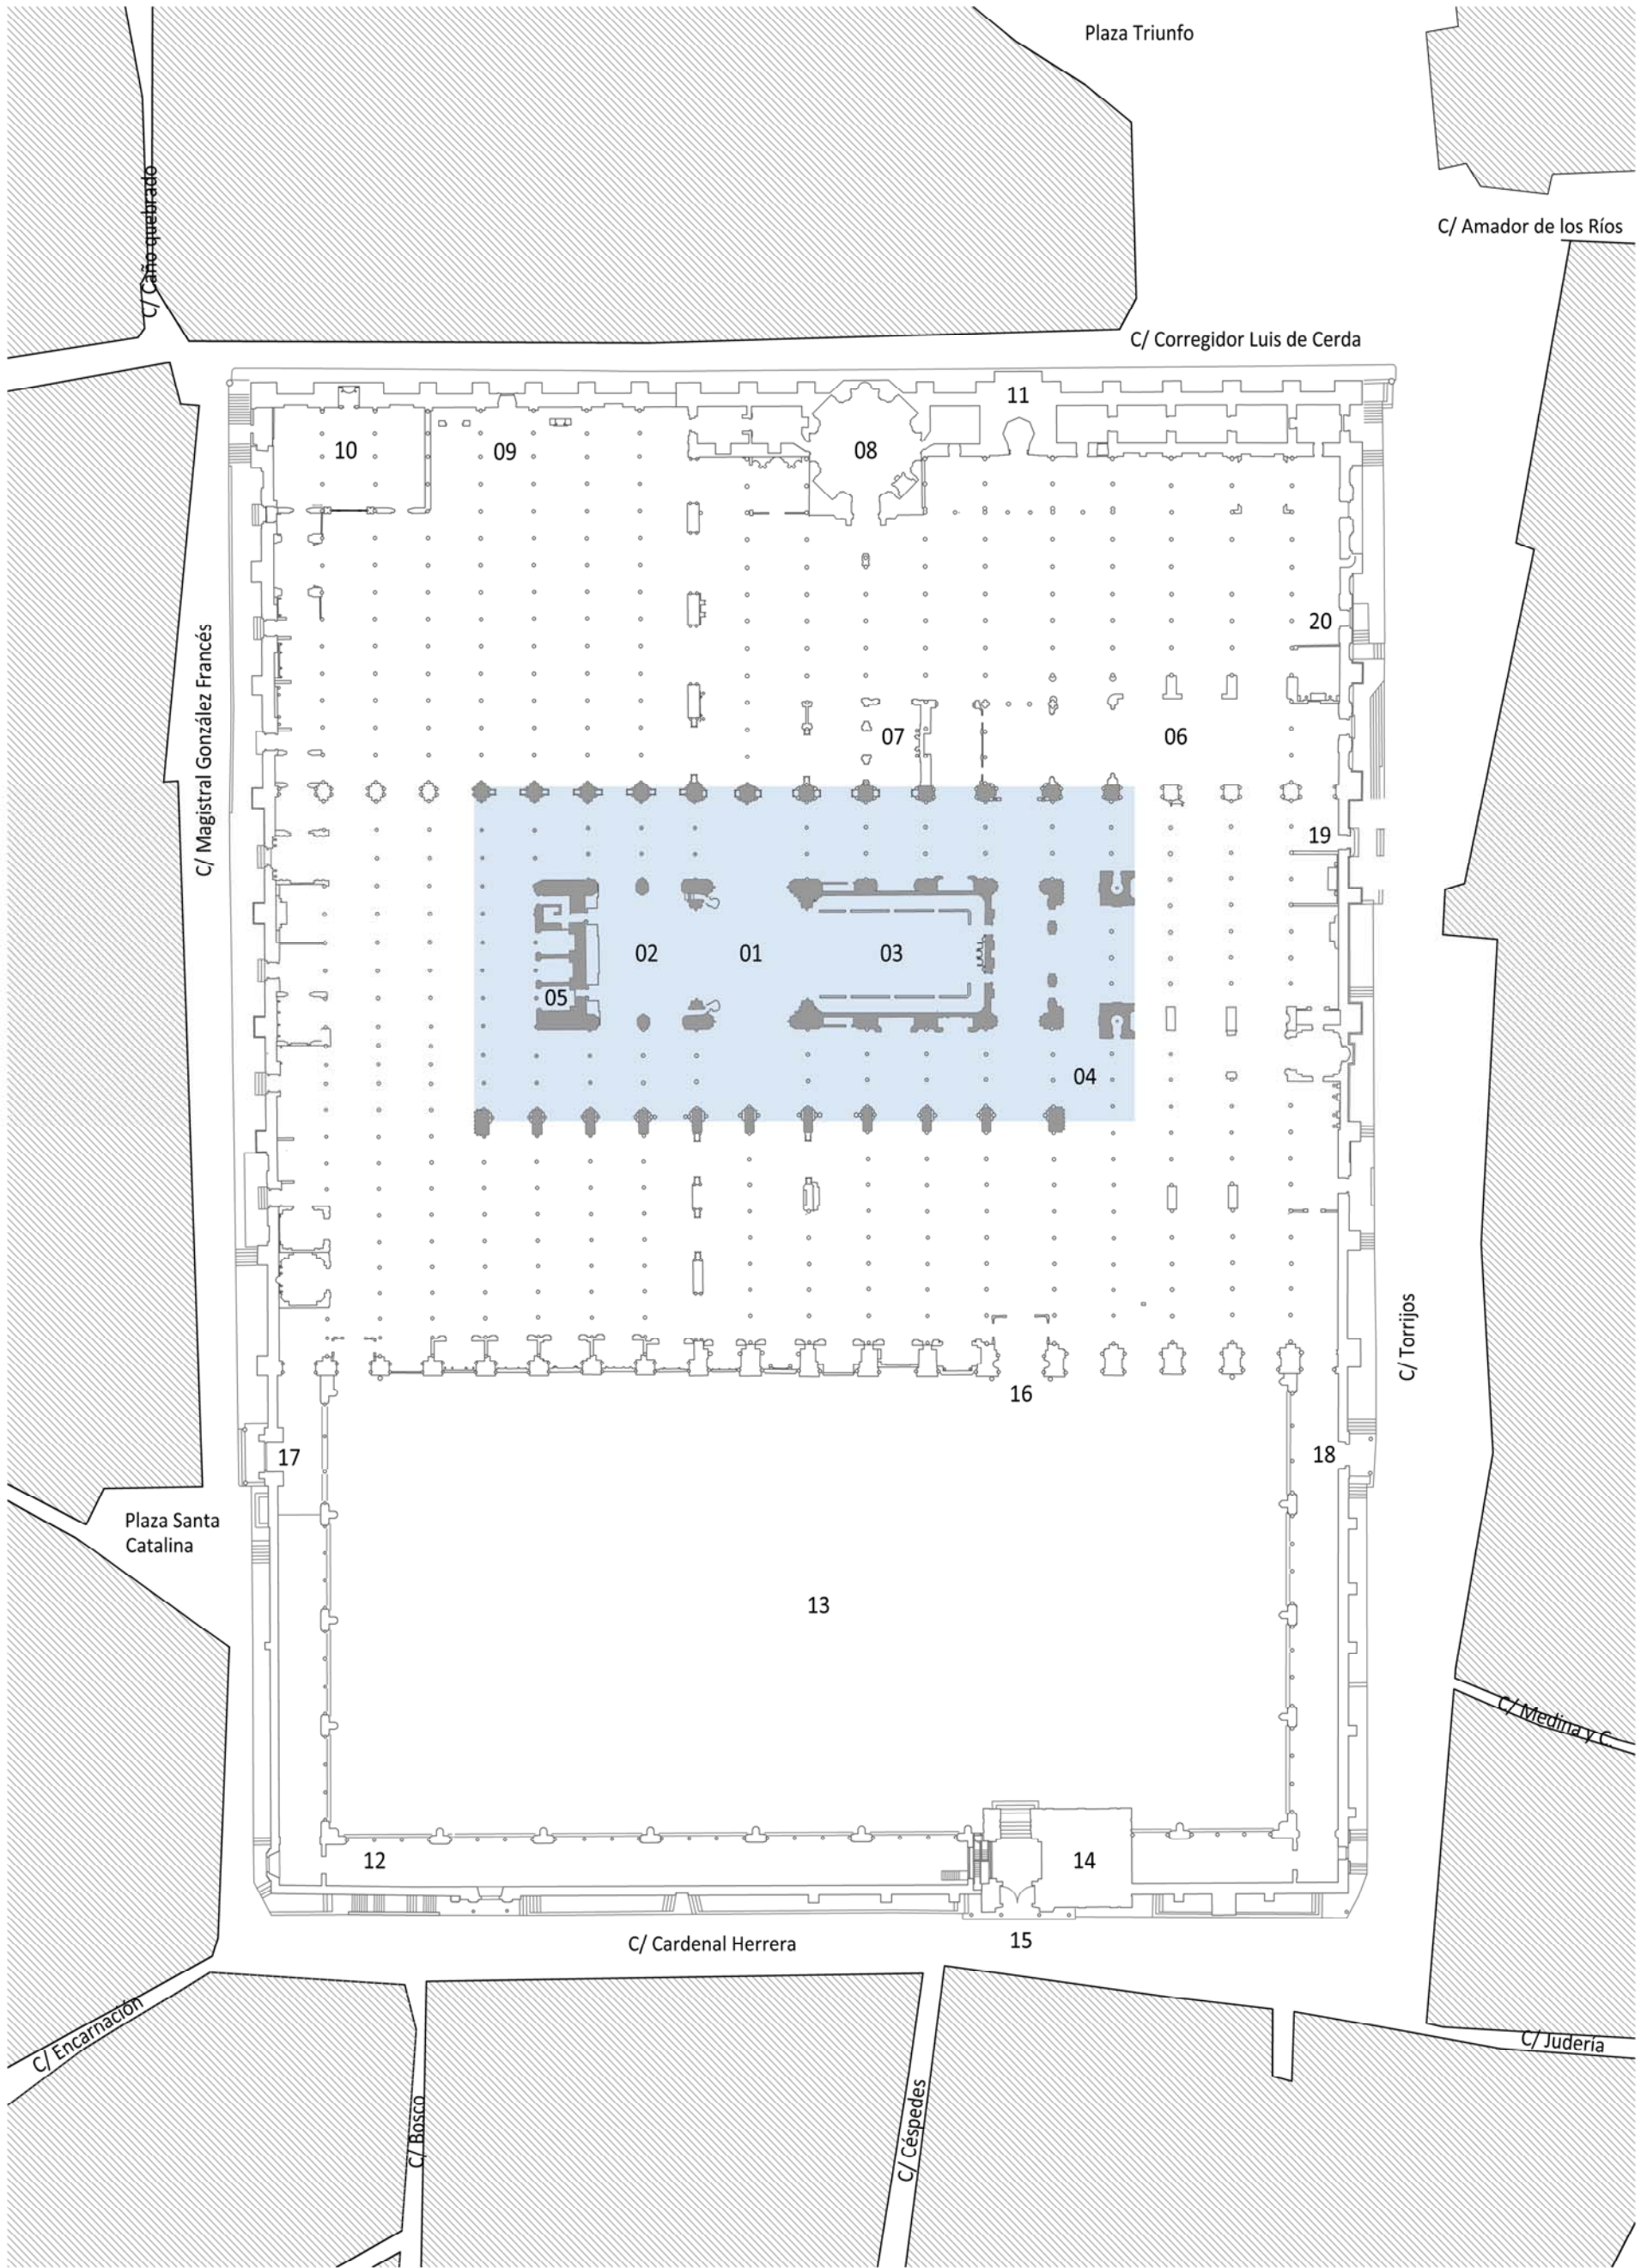 Plaza Triunfo
C/ Caño quebrado
C/ Amador de los Ríos
C/ Corregidor Luis de Cerda
11
10
09
08
20
C/ Magistral González Francés
07
06
19
02
01
03
05
04
C/ Torrijos
16
17
18
Plaza Santa
Catalina
13
C/ Medina y C.
12
14
15
C/ Cardenal Herrera
C/ Encarnación
C/ Judería
C/ Bosco
C/ Céspedes